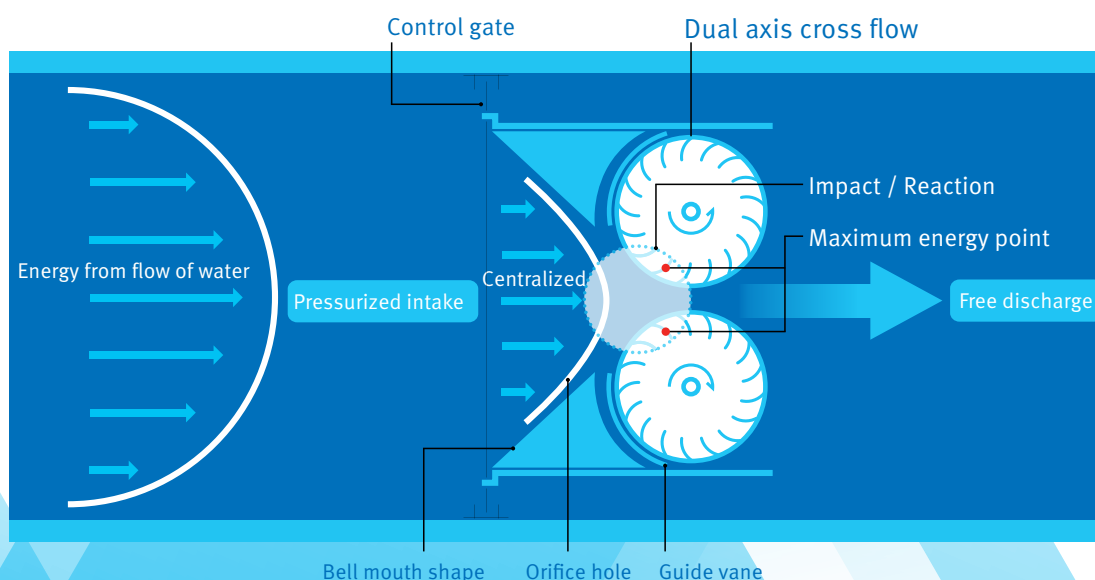 Control gate
Dual axis cross flow
Impact / Reaction
Maximum energy point
Energy from flow of water
Pressurized intake
Centralized
Free discharge
Bell mouth shape
Orifice hole
Guide vane